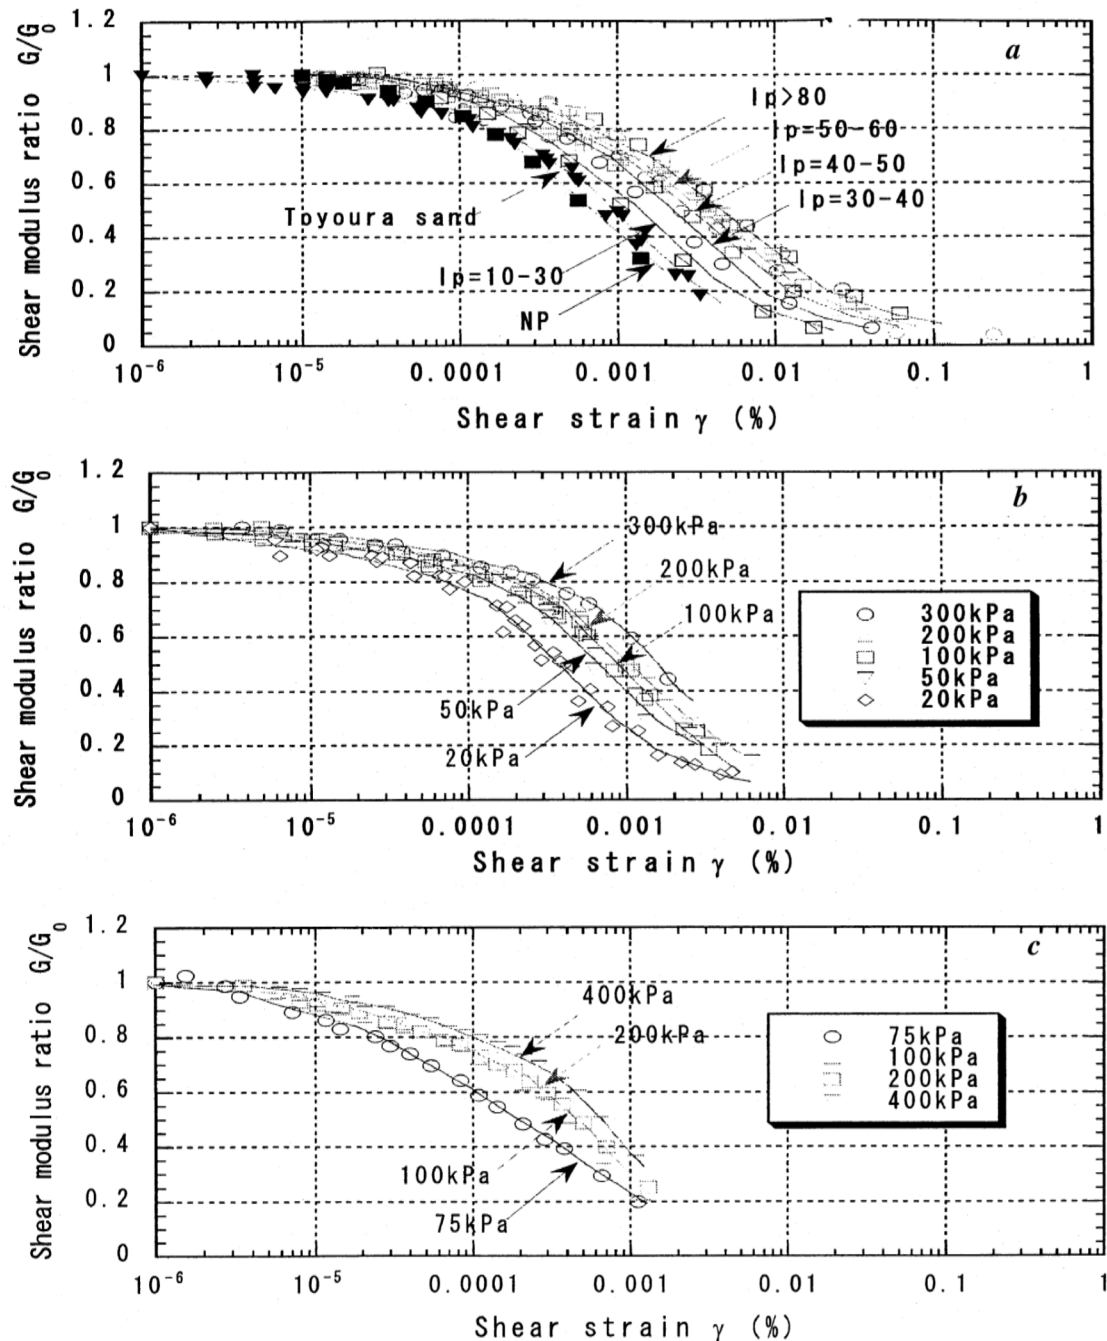 a
Shear modulus ratio G/G0
1.2
1
0.8
0.6
0.4
0.2
0
Ip>80
Ip=50-60
Ip=40-50
Ip=30-40
Toyoura sand
Ip=10-30
NP
10-6 10-5 0.0001 0.001 0.01 0.1 1
Shear strain γ (%)
b
Shear modulus ratio G/G0
1.2
1
0.8
0.6
0.4
0.2
0
300kPa
200kPa
100kPa
50kPa
20kPa
300kPa
200kPa
100kPa
50kPa
20kPa
10-6 10-5 0.0001 0.001 0.01 0.1 1
Shear strain γ (%)
c
Shear modulus ratio G/G0
1.2
1
0.8
0.6
0.4
0.2
0
400kPa
200kPa
100kPa
75kPa
75kPa
100kPa
200kPa
400kPa
10-6 10-5 0.0001 0.001 0.01 0.1 1
Shear strain γ (%)